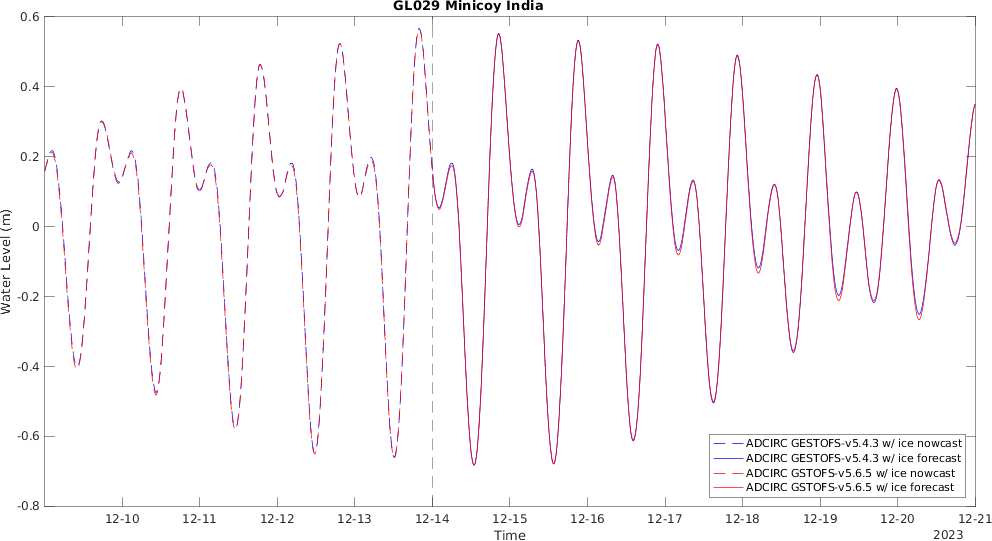 GL029 Minicoy India
0.6
0.4
0.2
0
-0.2
-0.4
-0.6
-0.8
Water Level (m)
ADCIRC GESTOFS-v5.4.3 w/ ice nowcast
ADCIRC GESTOFS-v5.4.3 w/ ice forecast
ADCIRC GSTOFS-v5.6.5 w/ ice nowcast
ADCIRC GSTOFS-v5.6.5 w/ ice forecast
12-10 12-11 12-12 12-13 12-14 12-15 12-16 12-17 12-18 12-19 12-20 12-21
Time
2023